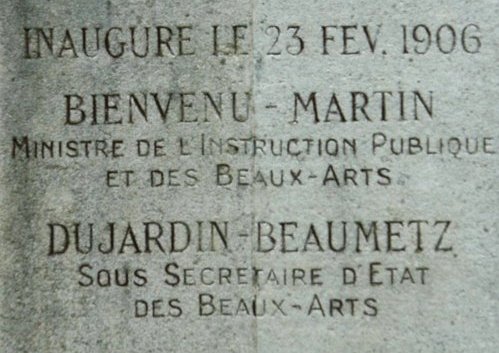 INAUGURE LE 23 FEV. 1906
BIENVENU - MARTIN
MINISTRE DE L'INSTRUCTION PUBLIQUE
ET DES BEAUX-ARTS
DUJARDIN-BEAUMETZ
SOUS SECRETAIRE D'ETAT
DES BEAUX-ARTS